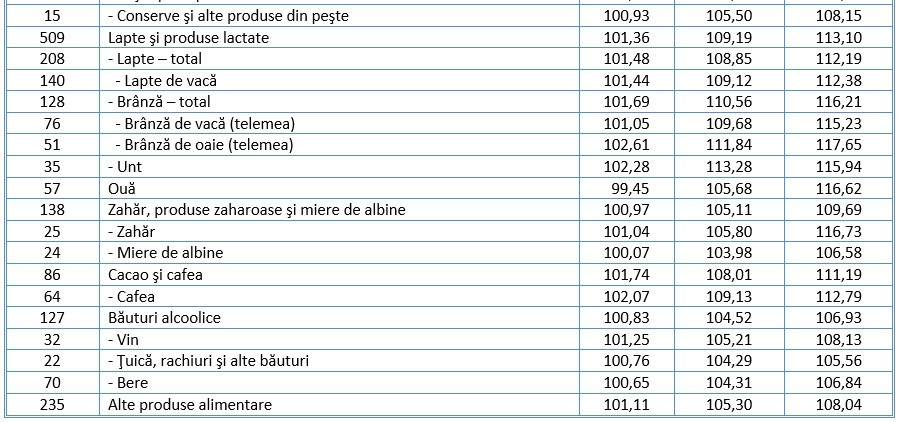 15 - Conserve şi alte produse din peşte 100,93 105,50 108,15
509 Lapte şi produse lactate 101,36 109,19 113,10
208 - Lapte – total 101,48 108,85 112,19
140 - Lapte de vacă 101,44 109,12 112,38
128 - Brânză – total 101,69 110,56 116,21
76 - Brânză de vacă (telemea) 101,05 109,68 115,23
51 - Brânză de oaie (telemea) 102,61 111,84 117,65
35 - Unt 102,28 113,28 115,94
57 Ouă 99,45 105,68 116,62
138 Zahăr, produse zaharoase şi miere de albine 100,97 105,11 109,69
25 - Zahăr 101,04 105,80 116,73
24 - Miere de albine 100,07 103,98 106,58
86 Cacao şi cafea 101,74 108,01 111,19
64 - Cafea 102,07 109,13 112,79
127 Băuturi alcoolice 100,83 104,52 106,93
32 - Vin 101,25 105,21 108,13
22 - Ţuică, rachiuri şi alte băuturi 100,76 104,29 105,56
70 - Bere 100,65 104,31 106,84
235 Alte produse alimentare 101,11 105,30 108,04